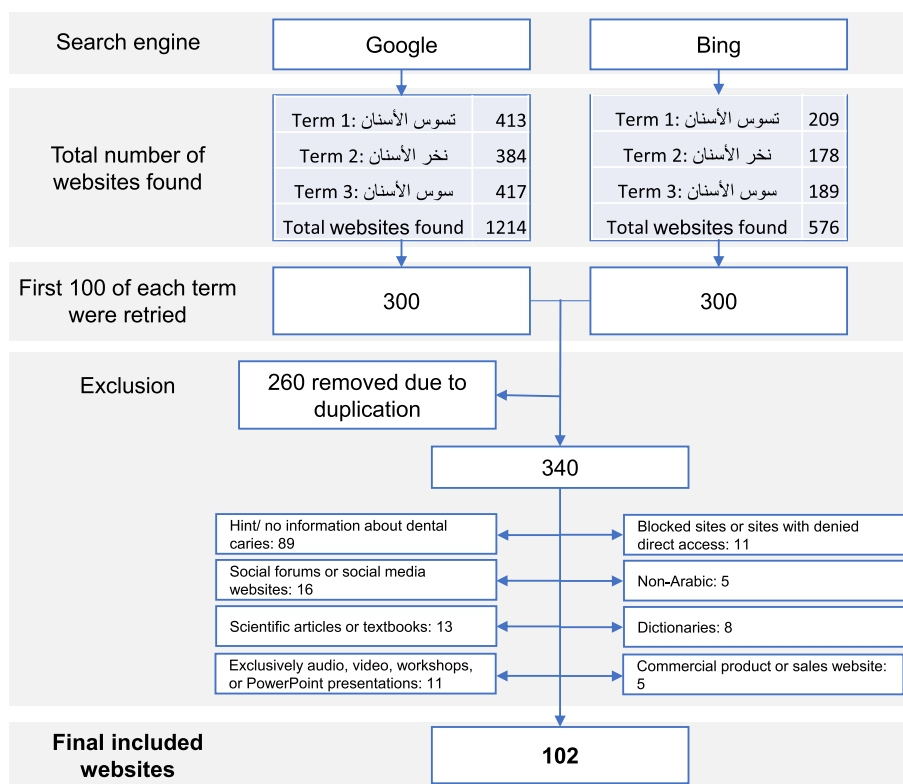 Search engine
Google
Bing
Total number of
websites found
Term 1: تسوس الأسنان 413
Term 2: نخر الأسنان 384
Term 3: سوس الأسنان 417
Total websites found 1214
Term 1: تسوس الأسنان 209
Term 2: نخر الأسنان 178
Term 3: سوس الأسنان 189
Total websites found 576
First 100 of each term
were retried
300
300
Exclusion
260 removed due to
duplication
340
Hint/ no information about dental
caries: 89
Blocked sites or sites with denied
direct access: 11
Social forums or social media
websites: 16
Non-Arabic: 5
Scientific articles or textbooks: 13
Dictionaries: 8
Exclusively audio, video, workshops,
or PowerPoint presentations: 11
Commercial product or sales website:
5
Final included
websites
102